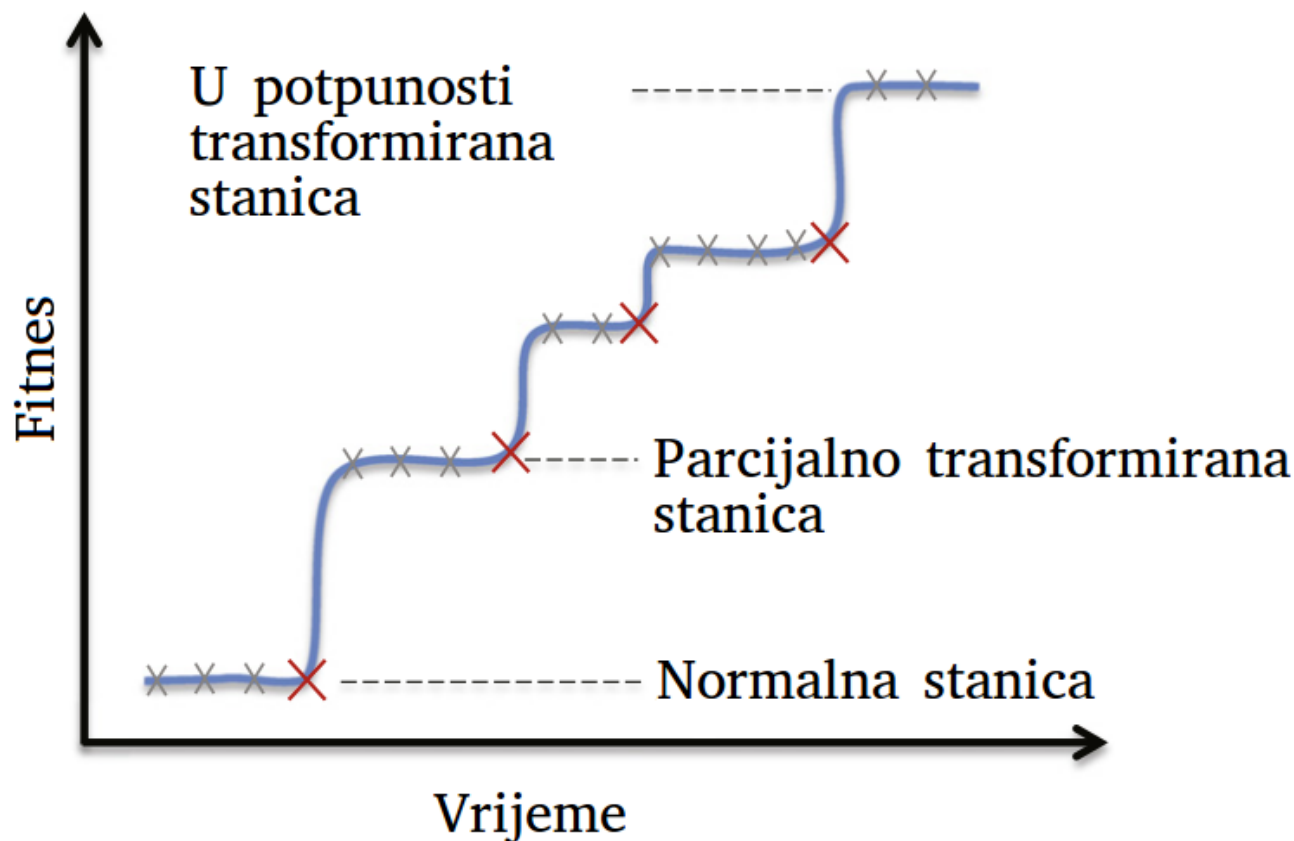 U potpunosti
transformirana
stanica
Fitnes
Parcijalno transformirana
stanica
Normalna stanica
Vrijeme